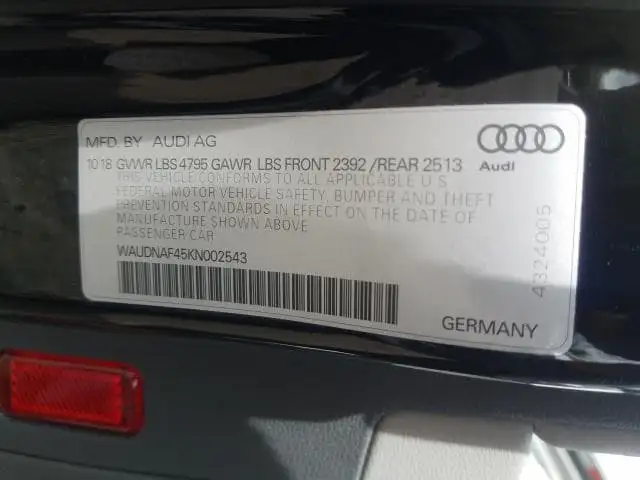 MFD. BY AUDI AG
10 18 GVWR LBS 4795 GAWR LBS FRONT 2392 /REAR 2513
THIS VEHICLE CONFORMS TO ALL APPLICABLE U S
FEDERAL MOTOR VEHICLE SAFETY, BUMPER AND THEFT
PREVENTION STANDARDS IN EFFECT ON THE DATE OF
MANUFACTURE SHOWN ABOVE
PASSENGER CAR
WAUDNAF45KN002543
Audi
4324005
GERMANY